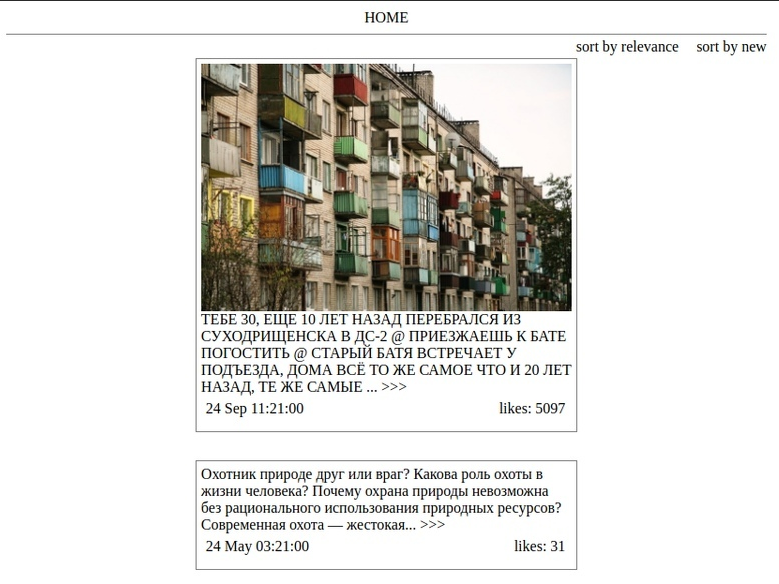 HOME
sort by relevance sort by new
ТЕБЕ 30, ЕЩЕ 10 ЛЕТ НАЗАД ПЕРЕБРАЛСЯ ИЗ
СУХОДРИЩЕНСКА В ДС-2 @ ПРИЕЗЖАЕШЬ К БАТЕ
ПОГОСТИТЬ @ СТАРЫЙ БАТЯ ВСТРЕЧАЕТ У
ПОДЪЕЗДА, ДОМА ВСЁ ТО ЖЕ САМОЕ ЧТО И 20 ЛЕТ
НАЗАД, ТЕ ЖЕ САМЫЕ ... >>>
24 Sep 11:21:00 likes: 5097
Охотник природе друг или враг? Какова роль охоты в
жизни человека? Почему охрана природы невозможна
без рационального использования природных ресурсов?
Современная охота — жестокая... >>>
24 May 03:21:00 likes: 31